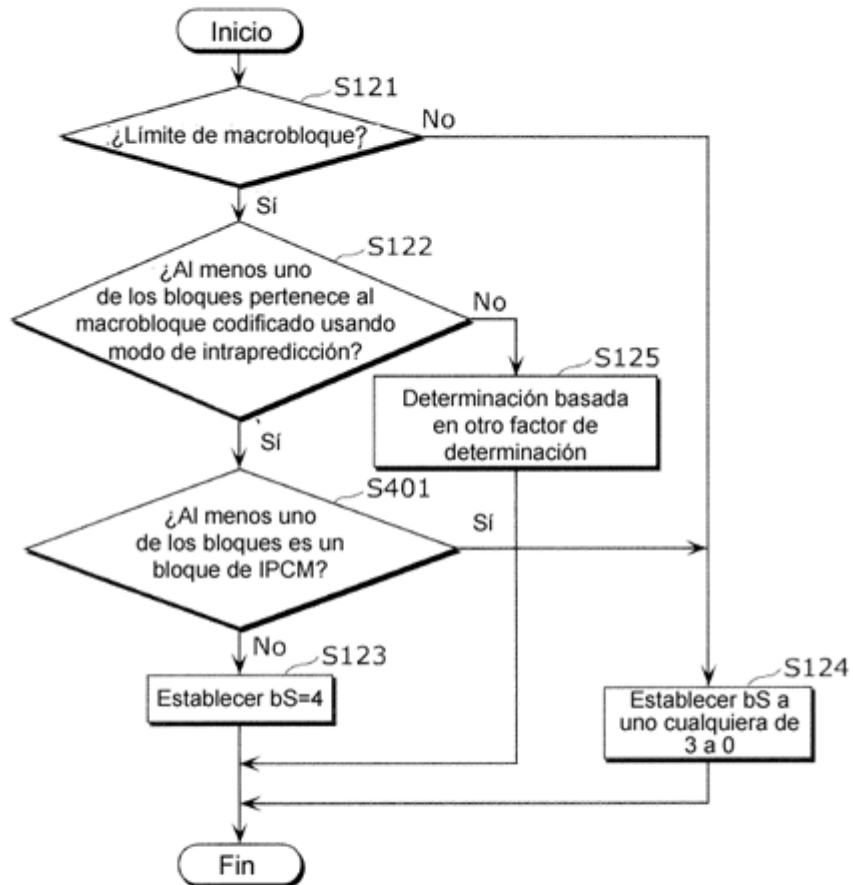 Inicio
S121
¿Límite de macrobloque?
No
Sí
S122
¿Al menos uno
de los bloques pertenece al
macrobloque codificado usando
modo de intrapredicción?
No
S125
Determinación basada
en otro factor de
determinación
Sí
S401
¿Al menos uno
de los bloques es un
bloque de IPCM?
Sí
No
S123
Establecer bS=4
S124
Establecer bS a
uno cualquiera de
3 a 0
Fin